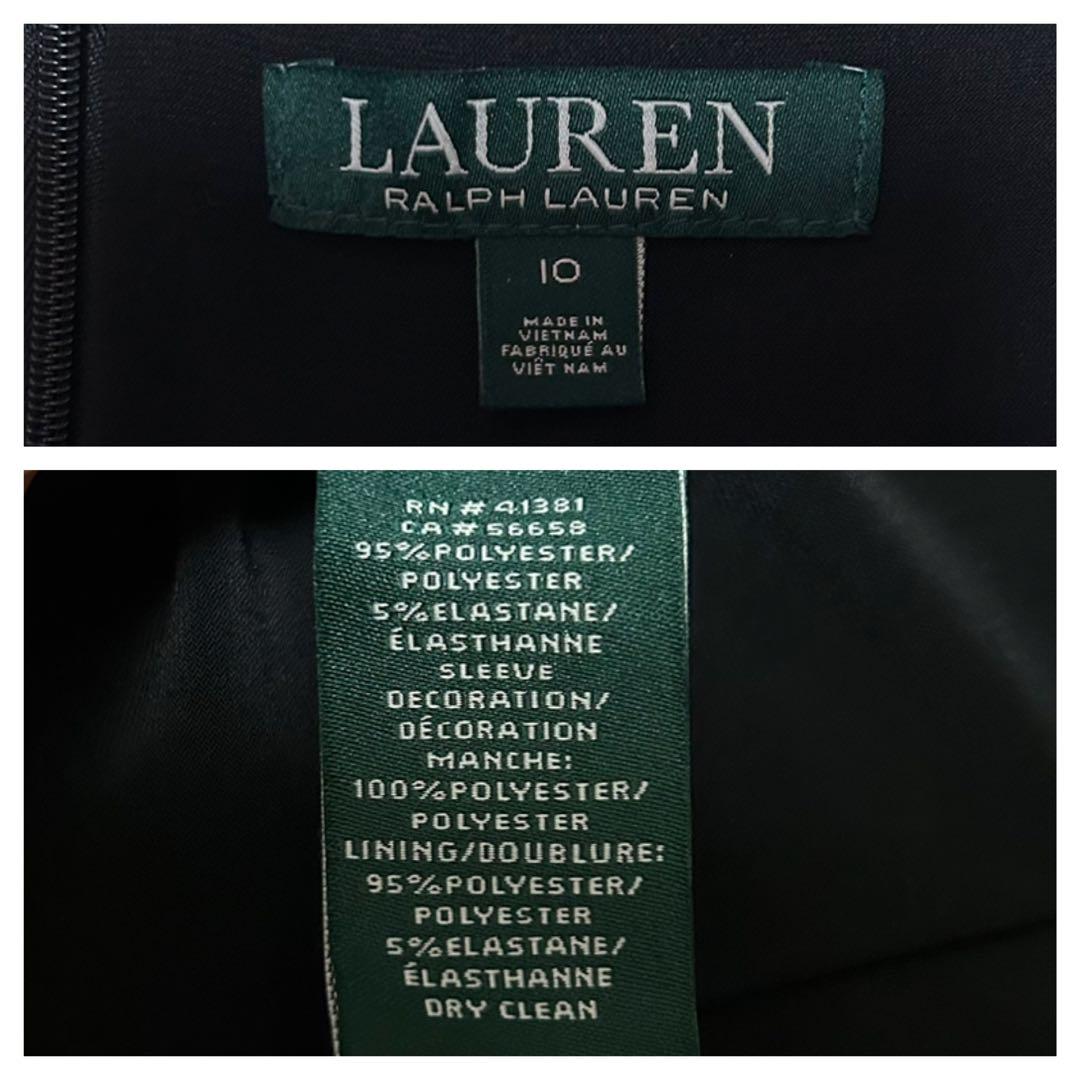 LAUREN
RALPH LAUREN
10
MADE IN
VIETNAM
FABRIQUÉ AU
VIÊT NAM
RN # 41381
CA # 56658
95%POLYESTER/
POLYESTER
5%ELASTANE/
ÉLASTHANNE
SLEEVE
DECORATION/
DÉCORATION
MANCHE:
100%POLYESTER/
POLYESTER
LINING/DOUBLURE:
95%POLYESTER/
POLYESTER
5%ELASTANE/
ÉLASTHANNE
DRY CLEAN